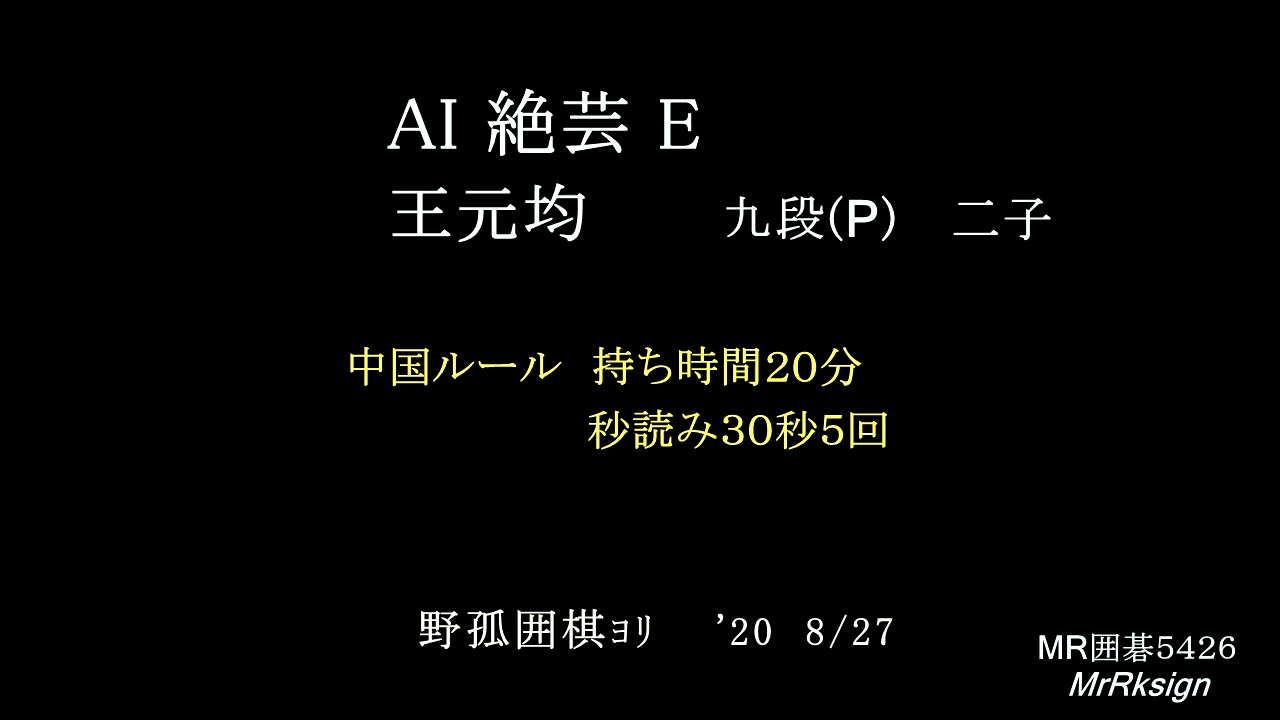 AI 絶芸 E
王元均　　九段(P)　二子
中国ルール　持ち時間20分
秒読み30秒5回
野孤囲棋ﾖﾘ　'20 8/27
MR囲碁5426
MrRksign